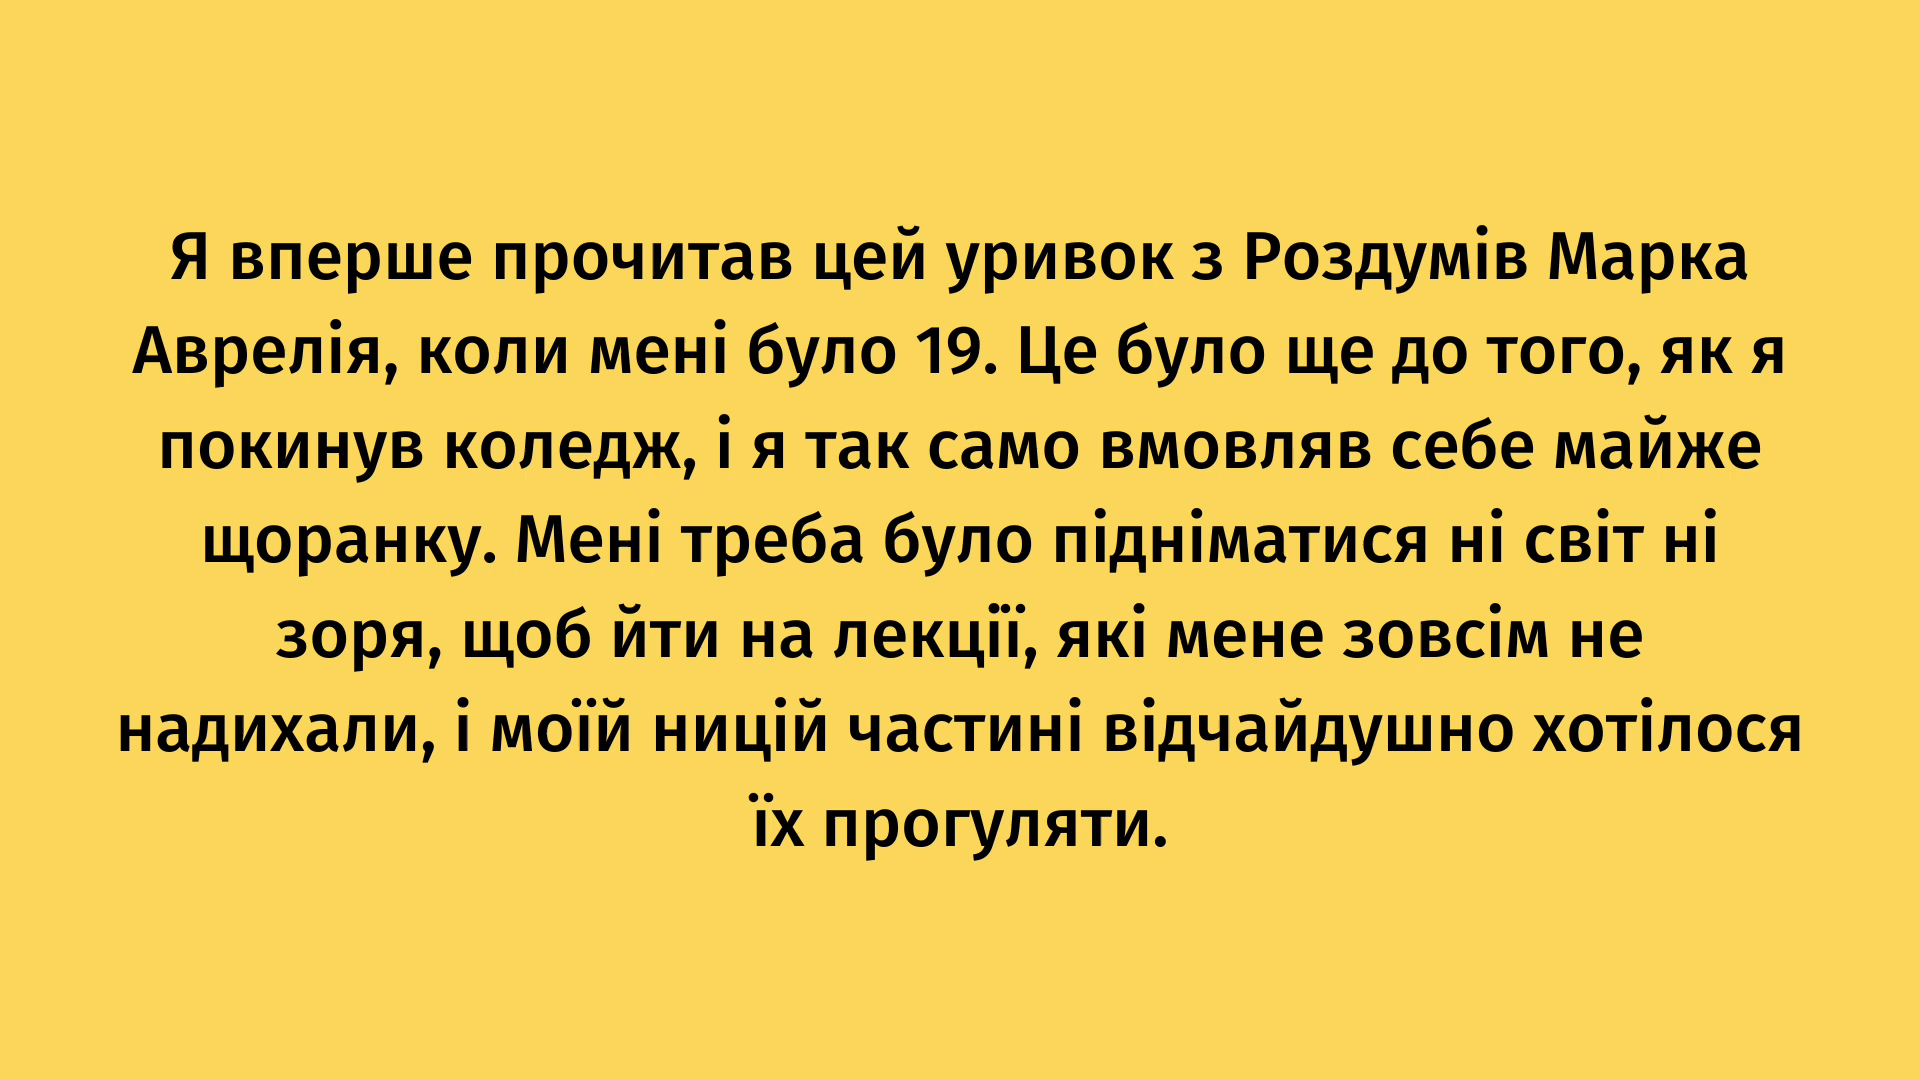 Я вперше прочитав цей уривок з Роздумів Марка
Аврелія, коли мені було 19. Це було ще до того, як я
покинув коледж, і я так само вмовляв себе майже
щоранку. Мені треба було підніматися ні світ ні
зоря, щоб йти на лекції, які мене зовсім не
надихали, і моїй ницій частині відчайдушно хотілося
їх прогуляти.